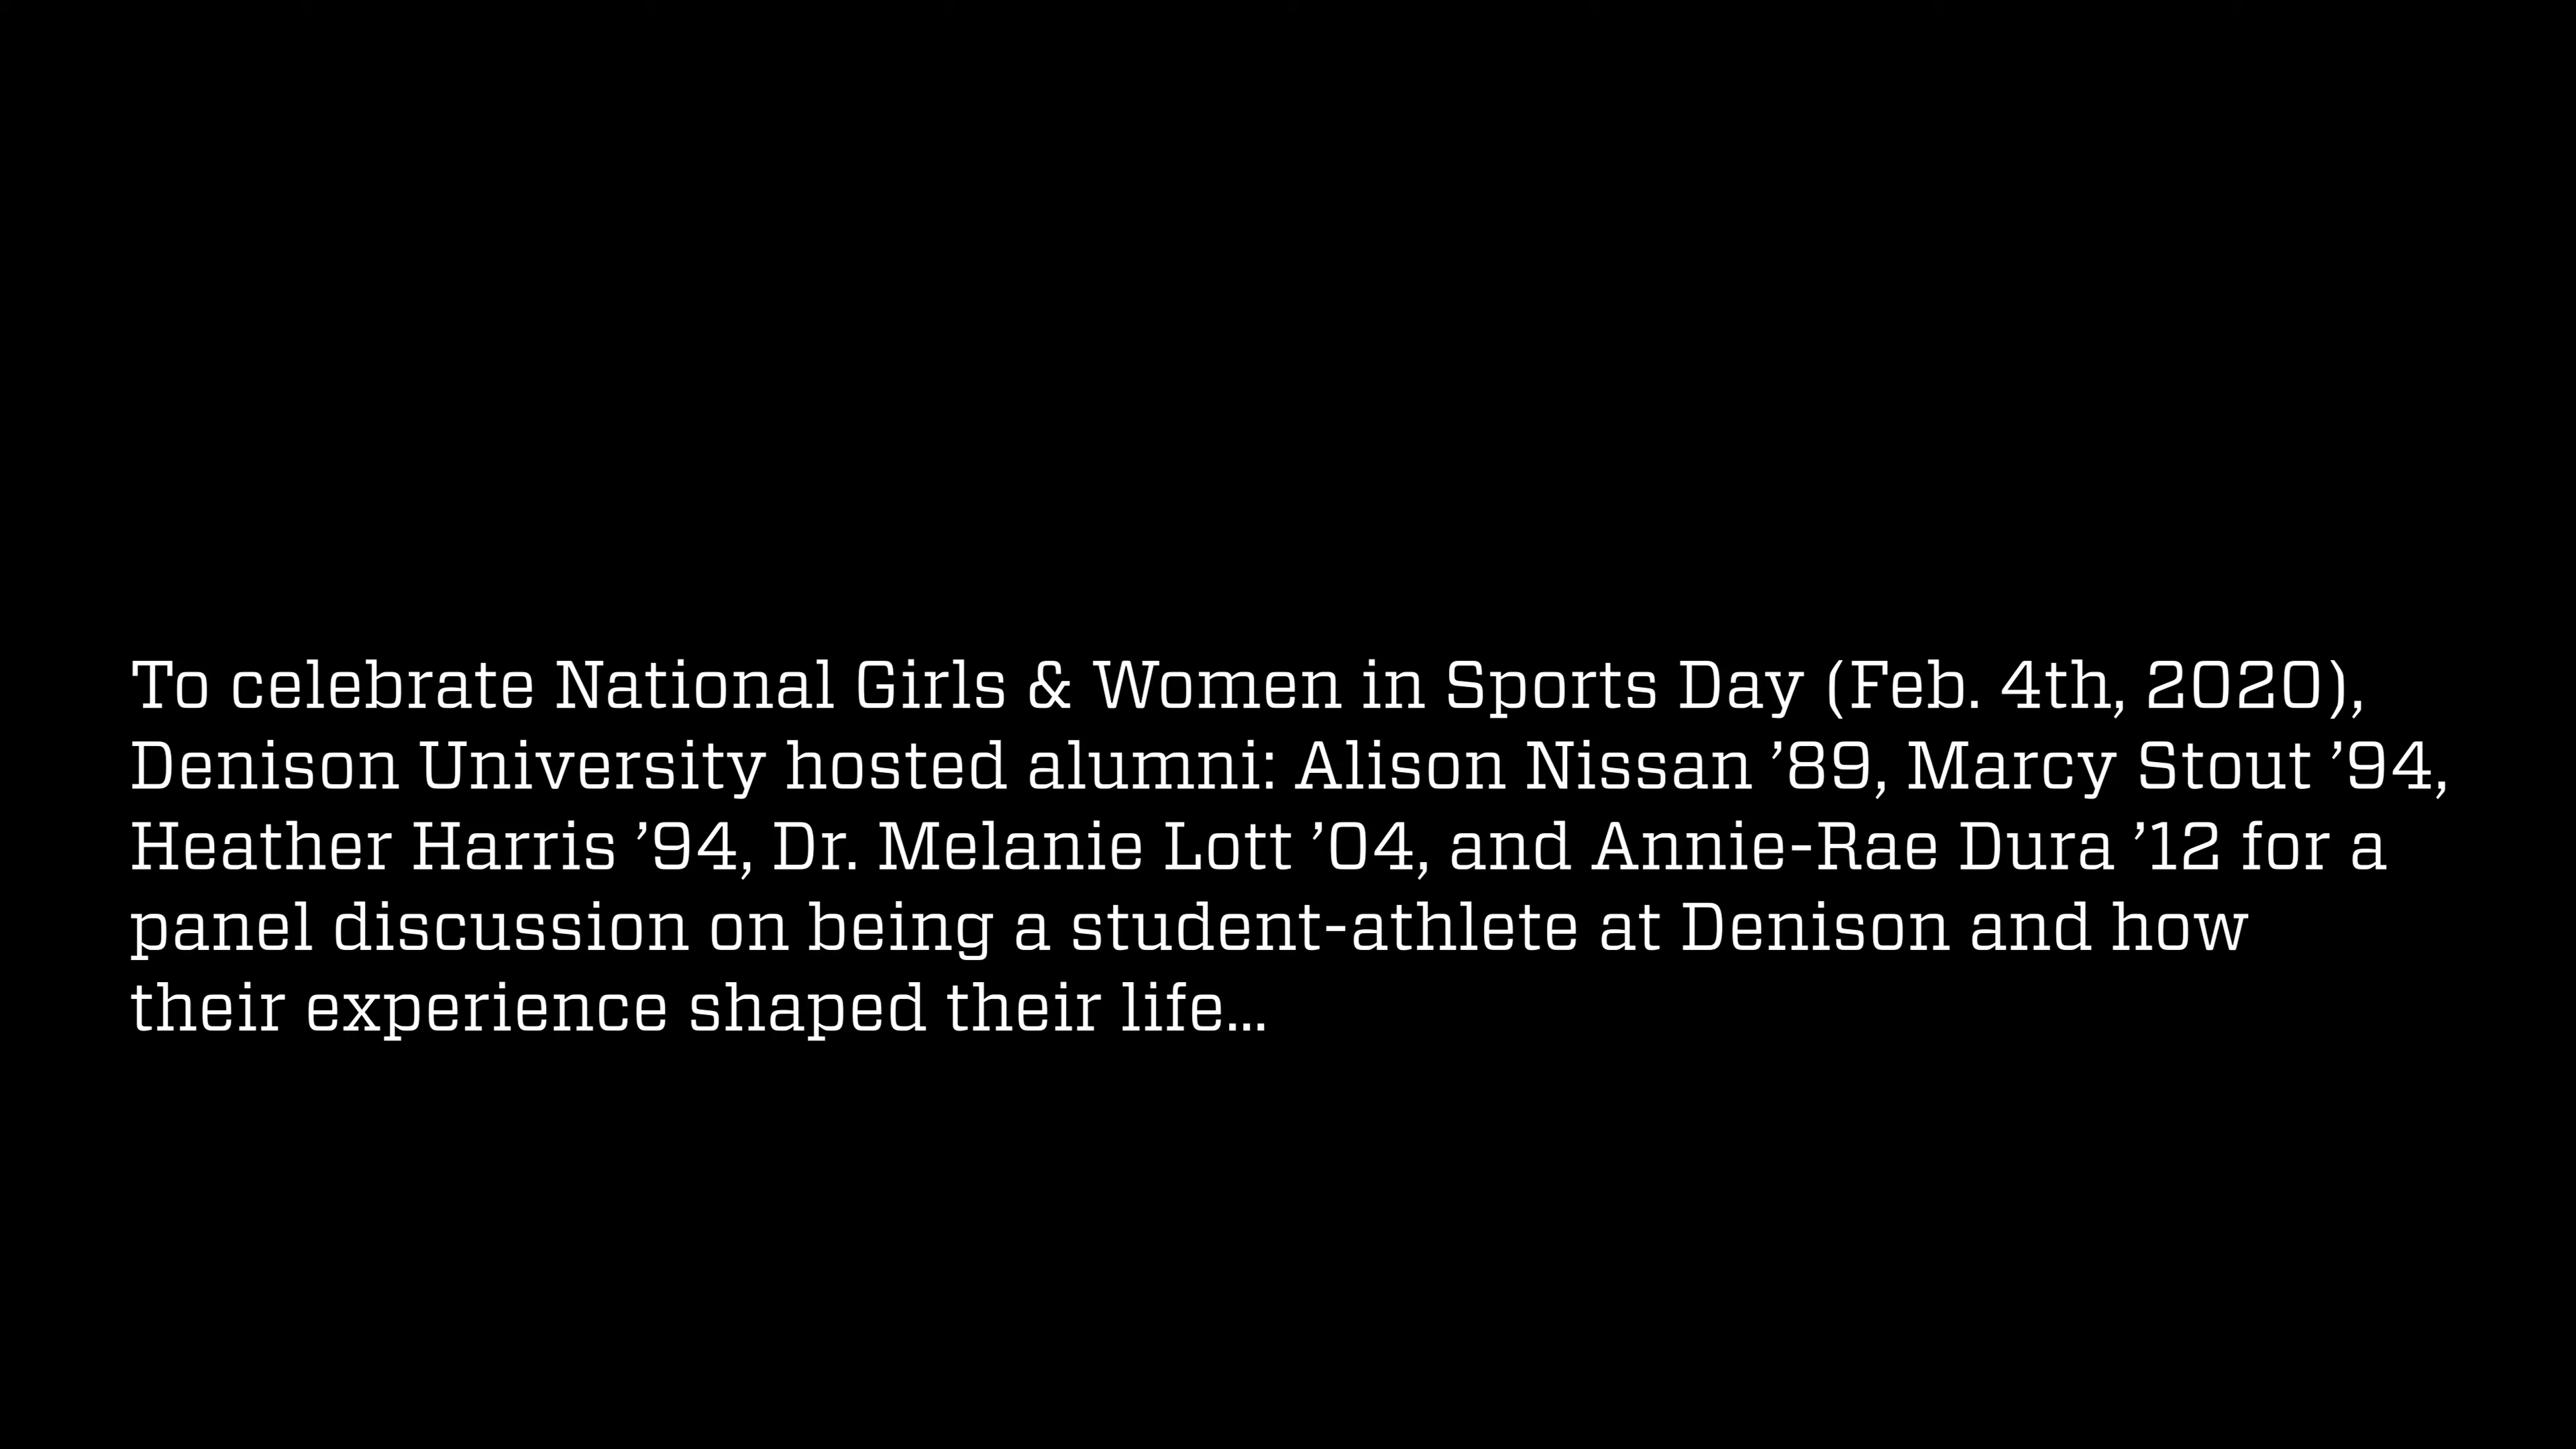 To celebrate National Girls & Women in Sports Day (Feb. 4th, 2020),
Denison University hosted alumni: Alison Nissan ’89, Marcy Stout ’94,
Heather Harris ’94, Dr. Melanie Lott ’04, and Annie-Rae Dura ’12 for a
panel discussion on being a student-athlete at Denison and how
their experience shaped their life...